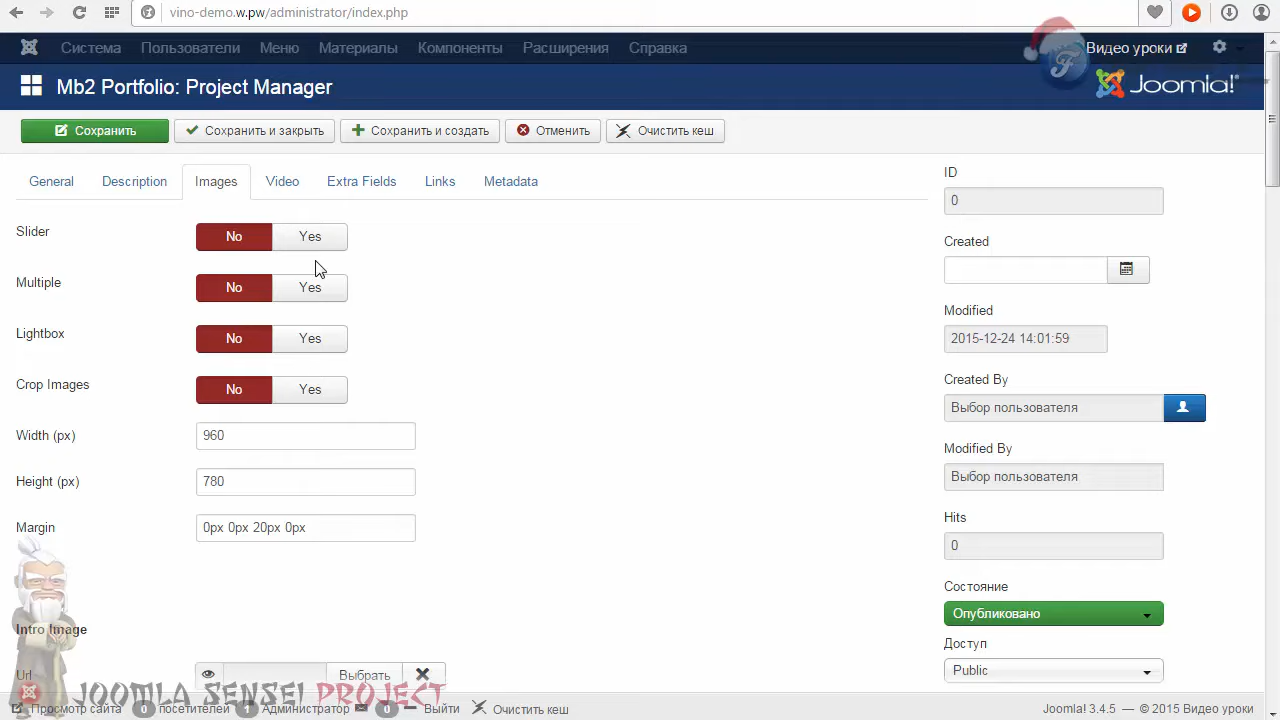 vino-demo.w.pw/administrator/index.php
Система Пользователи Меню Материалы Компоненты Расширения Справка Видео уроки
Mb2 Portfolio: Project Manager
Joomla!®
Сохранить Сохранить и закрыть Сохранить и создать Отменить Очистить кеш
General Description Images Video Extra Fields Links Metadata
Slider No Yes
Multiple No Yes
Lightbox No Yes
Crop Images No Yes
Width (px) 960
Height (px) 780
Margin 0px 0px 20px 0px
Intro Image
Url Выбрать
ID
0
Created
Modified
2015-12-24 14:01:59
Created By
Выбор пользователя
Modified By
Выбор пользователя
Hits
0
Состояние
Опубликовано
Доступ
Public
JOOMLA SENSEI PROJECT
Просмотр сайта 0 посетителей 1 Администратор 0 Выйти Очистить кеш Joomla! 3.4.5 — © 2015 Видео уроки